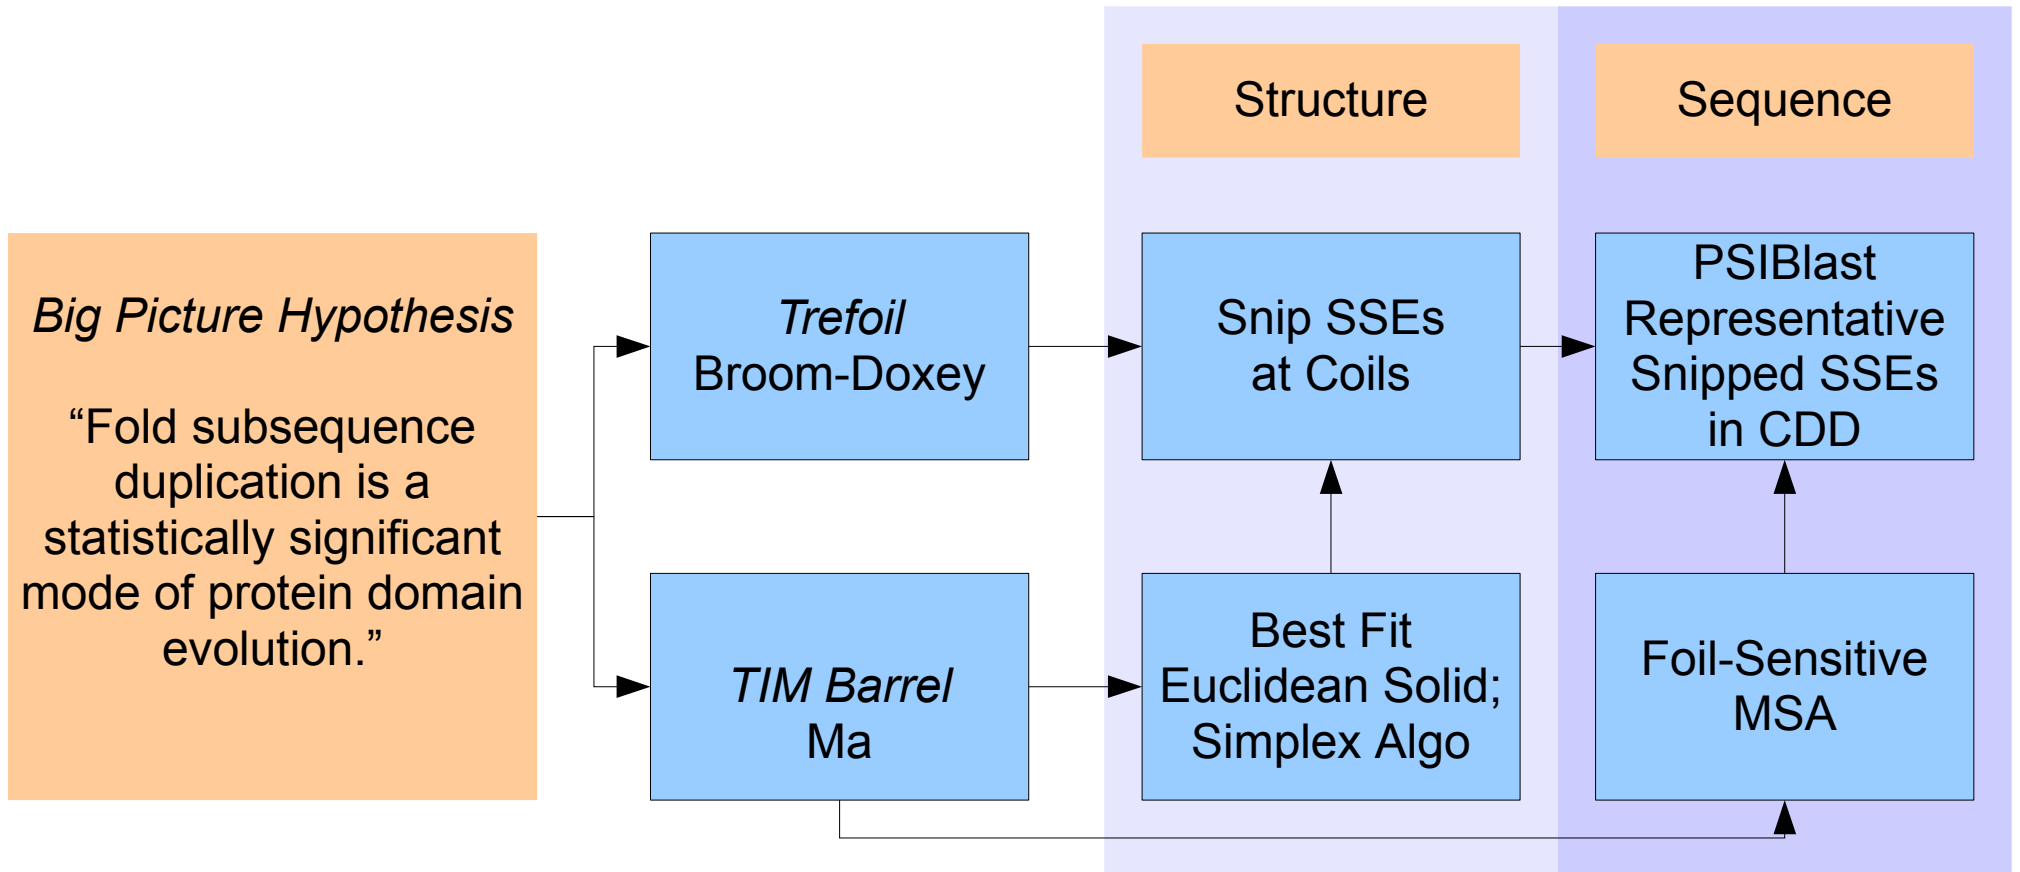 Structure
Sequence
Big Picture Hypothesis
“Fold subsequence
duplication is a
statistically significant
mode of protein domain
evolution.”
Trefoil
Broom-Doxey
Snip SSEs
at Coils
PSIBlast
Representative
Snipped SSEs
in CDD
TIM Barrel
Ma
Best Fit
Euclidean Solid;
Simplex Algo
Foil-Sensitive
MSA